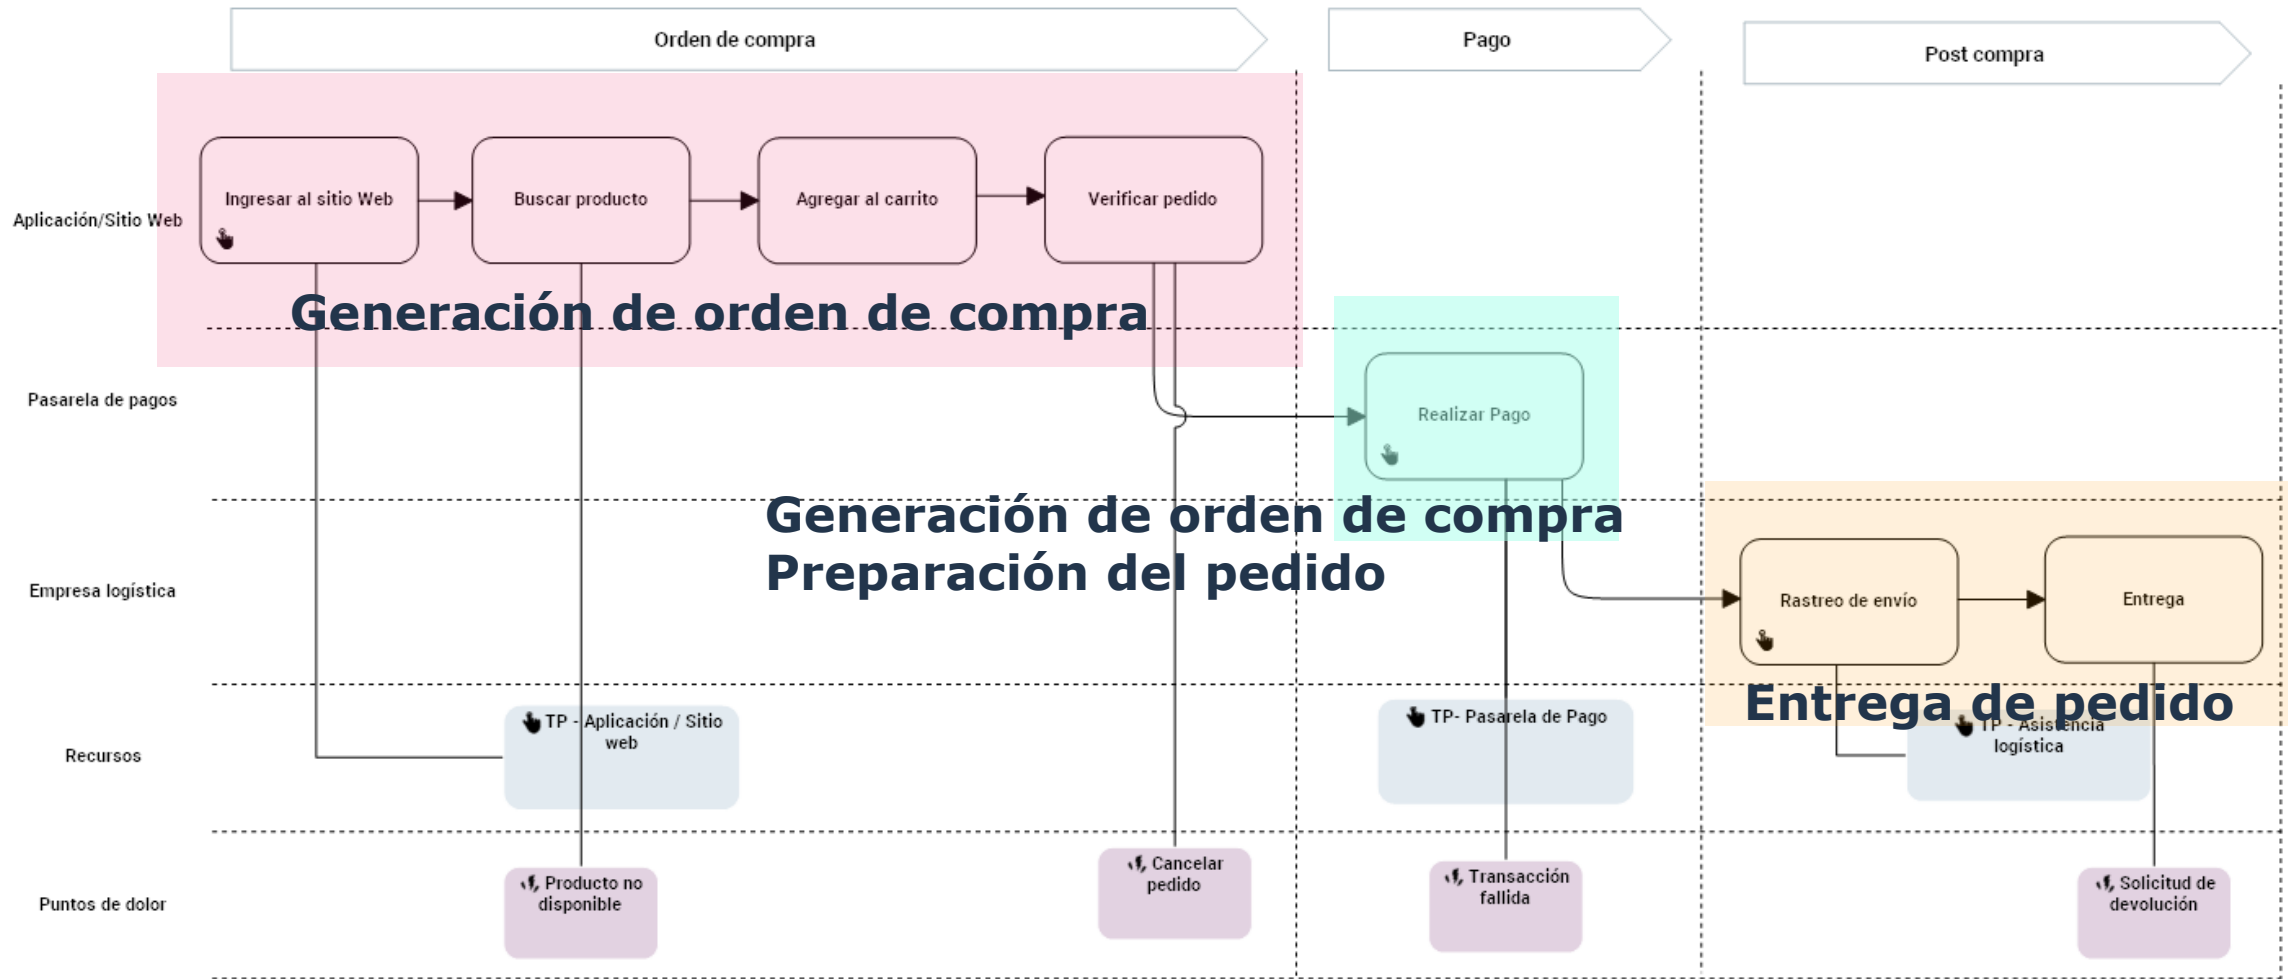 Orden de compra
Pago
Post compra
Aplicación/Sitio Web
Ingresar al sitio Web
Buscar producto
Agregar al carrito
Verificar pedido
Generación de orden de compra
Pasarela de pagos
Realizar Pago
Generación de orden de compra
Preparación del pedido
Empresa logística
Rastreo de envío
Entrega
Entrega de pedido
Recursos
TP - Aplicación / Sitio
web
TP- Pasarela de Pago
TP - Asistencia
logística
Puntos de dolor
Producto no
disponible
Cancelar
pedido
Transacción
fallida
Solicitud de
devolución